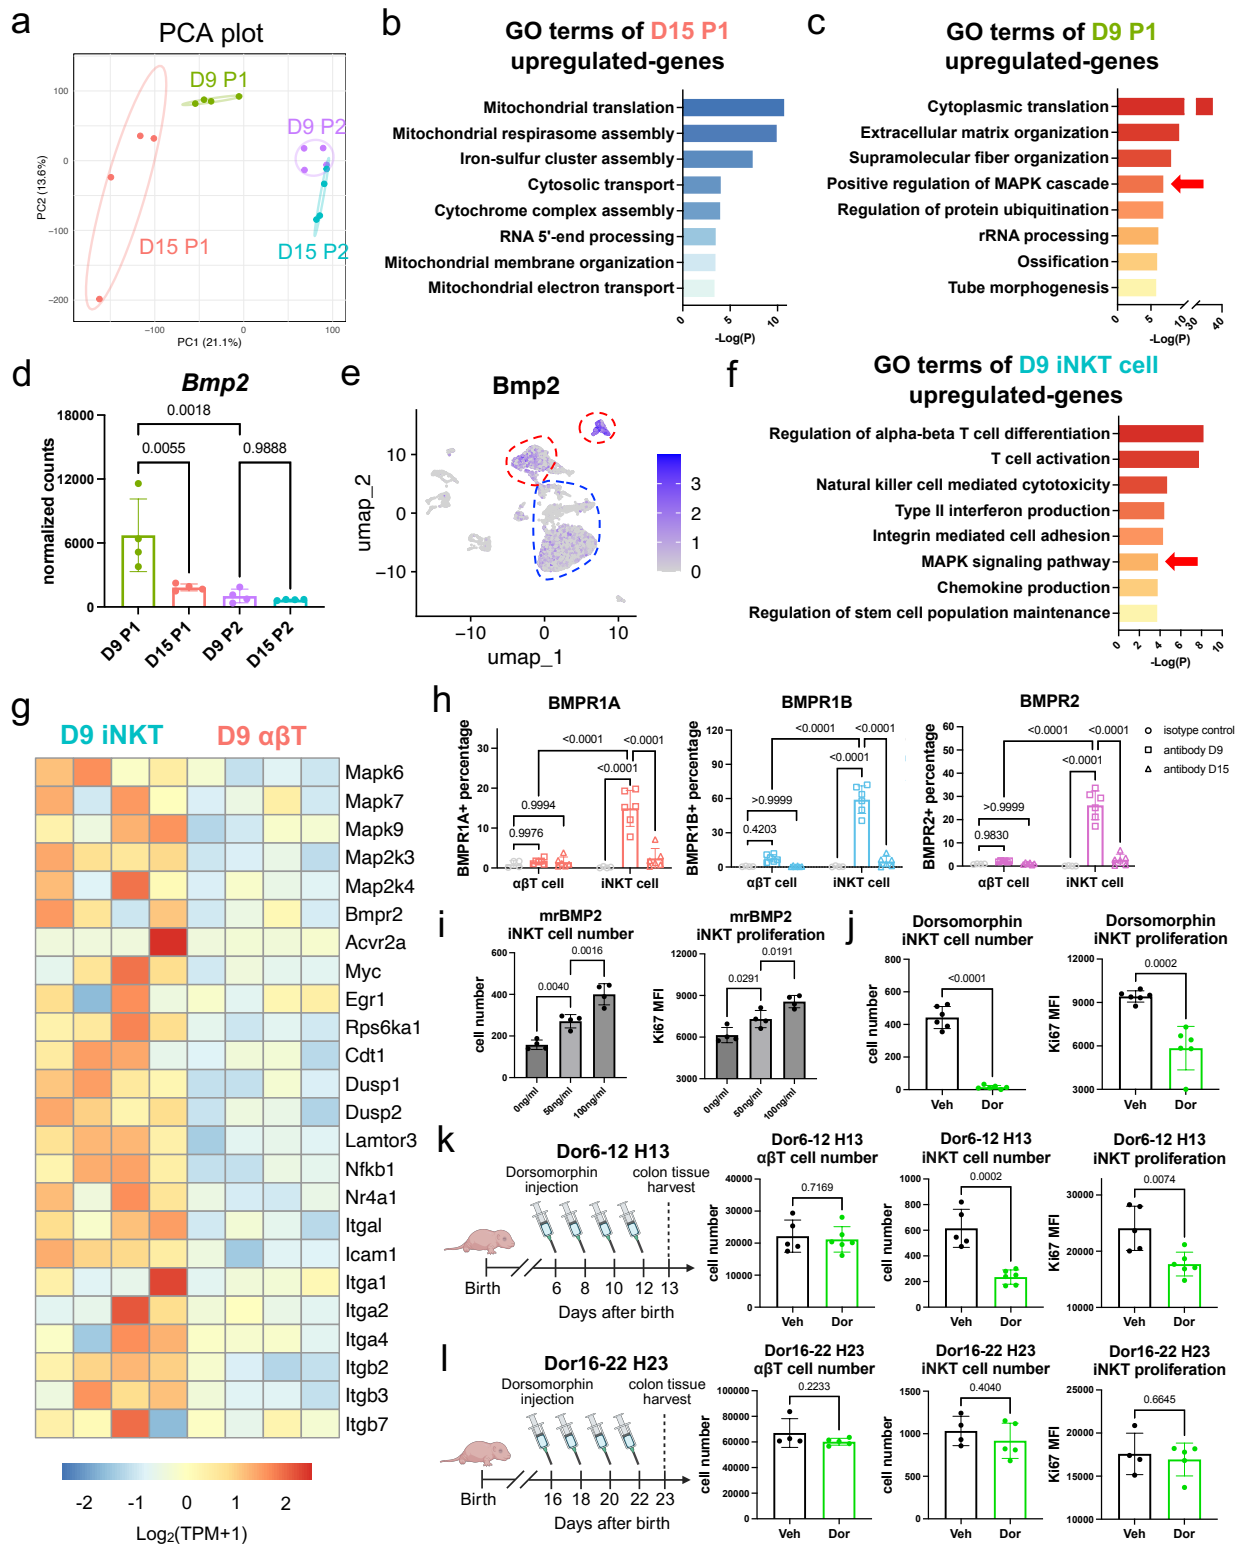 a
PCA plot
D9 P1
D9 P2
D15 P1
D15 P2
100
0
−100
−200
PC2 (13.6%)
−100
0
100
PC1 (21.1%)
b
GO terms of D15 P1
upregulated-genes
Mitochondrial translation
Mitochondrial respirasome assembly
Iron-sulfur cluster assembly
Cytosolic transport
Cytochrome complex assembly
RNA 5'-end processing
Mitochondrial membrane organization
Mitochondrial electron transport
0
5
10
-Log(P)
c
GO terms of D9 P1
upregulated-genes
Cytoplasmic translation
Extracellular matrix organization
Supramolecular fiber organization
Positive regulation of MAPK cascade
Regulation of protein ubiquitination
rRNA processing
Ossification
Tube morphogenesis
0
5
10
30
40
-Log(P)
d
Bmp2
0.0018
0.0055
0.9888
18000
12000
6000
0
normalized counts
D9 P1
D15 P1
D9 P2
D15 P2
e
Bmp2
10
0
−10
umap_2
−10
0
10
umap_1
3
2
1
0
f
GO terms of D9 iNKT cell
upregulated-genes
Regulation of alpha-beta T cell differentiation
T cell activation
Natural killer cell mediated cytotoxicity
Type II interferon production
Integrin mediated cell adhesion
MAPK signaling pathway
Chemokine production
Regulation of stem cell population maintenance
0
2
4
6
8
10
-Log(P)
g
D9 iNKT
D9 αβT
Mapk6
Mapk7
Mapk9
Map2k3
Map2k4
Bmpr2
Acvr2a
Myc
Egr1
Rps6ka1
Cdt1
Dusp1
Dusp2
Lamtor3
Nfkb1
Nr4a1
Itgal
Icam1
Itga1
Itga2
Itga4
Itgb2
Itgb3
Itgb7
-2
-1
0
1
2
Log2(TPM+1)
h
BMPR1A
<0.0001
<0.0001
<0.0001
0.9994
0.9976
30
20
10
0
BMPR1A+ percentage
αβT cell
iNKT cell
BMPR1B
<0.0001
<0.0001
<0.0001
>0.9999
0.4203
120
90
60
30
0
BMPR1B+ percentage
αβT cell
iNKT cell
BMPR2
<0.0001
<0.0001
<0.0001
>0.9999
0.9830
60
50
40
30
20
10
0
BMPR2+ percentage
αβT cell
iNKT cell
isotype control
antibody D9
antibody D15
i
mrBMP2
iNKT cell number
0.0016
0.0040
600
400
200
0
cell number
0ng/ml
50ng/ml
100ng/ml
mrBMP2
iNKT proliferation
0.0191
0.0291
12000
9000
6000
3000
Ki67 MFI
0ng/ml
50ng/ml
100ng/ml
j
Dorsomorphin
iNKT cell number
<0.0001
800
600
400
200
0
cell number
Veh
Dor
Dorsomorphin
iNKT proliferation
0.0002
12000
9000
6000
3000
Ki67 MFI
Veh
Dor
k
Dor6-12 H13
Dorsomorphin
injection
colon tissue
harvest
Birth
6
8
10
12
13
Days after birth
Dor6-12 H13
αβT cell number
0.7169
40000
30000
20000
10000
0
cell number
Veh
Dor
Dor6-12 H13
iNKT cell number
0.0002
1000
800
600
400
200
0
cell number
Veh
Dor
Dor6-12 H13
iNKT proliferation
0.0074
30000
20000
10000
Ki67 MFI
Veh
Dor
l
Dor16-22 H23
Dorsomorphin
injection
colon tissue
harvest
Birth
16
18
20
22
23
Days after birth
Dor16-22 H23
αβT cell number
0.2233
100000
80000
60000
40000
20000
0
cell number
Veh
Dor
Dor16-22 H23
iNKT cell number
0.4040
1500
1000
500
0
cell number
Veh
Dor
Dor16-22 H23
iNKT proliferation
0.6645
25000
20000
15000
10000
Ki67 MFI
Veh
Dor